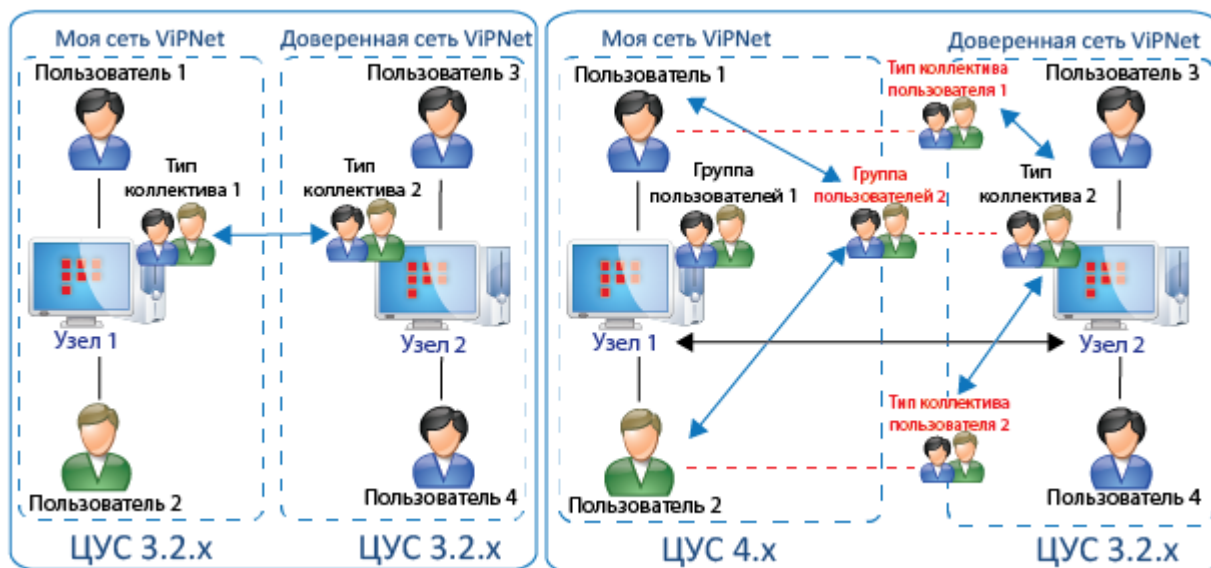 Моя сеть ViPNet
Доверенная сеть ViPNet
Пользователь 1
Пользователь 3
Тип
коллектива 1
Тип
коллектива 2
Узел 1
Узел 2
Пользователь 2
Пользователь 4
ЦУС 3.2.x
ЦУС 3.2.x
Моя сеть ViPNet
Доверенная сеть ViPNet
Пользователь 1
Тип коллектива
пользователя 1
Пользователь 3
Группа
пользователей 1
Группа
пользователей 2
Тип
коллектива 2
Узел 1
Узел 2
Тип коллектива
пользователя 2
Пользователь 2
Пользователь 4
ЦУС 4.x
ЦУС 3.2.x